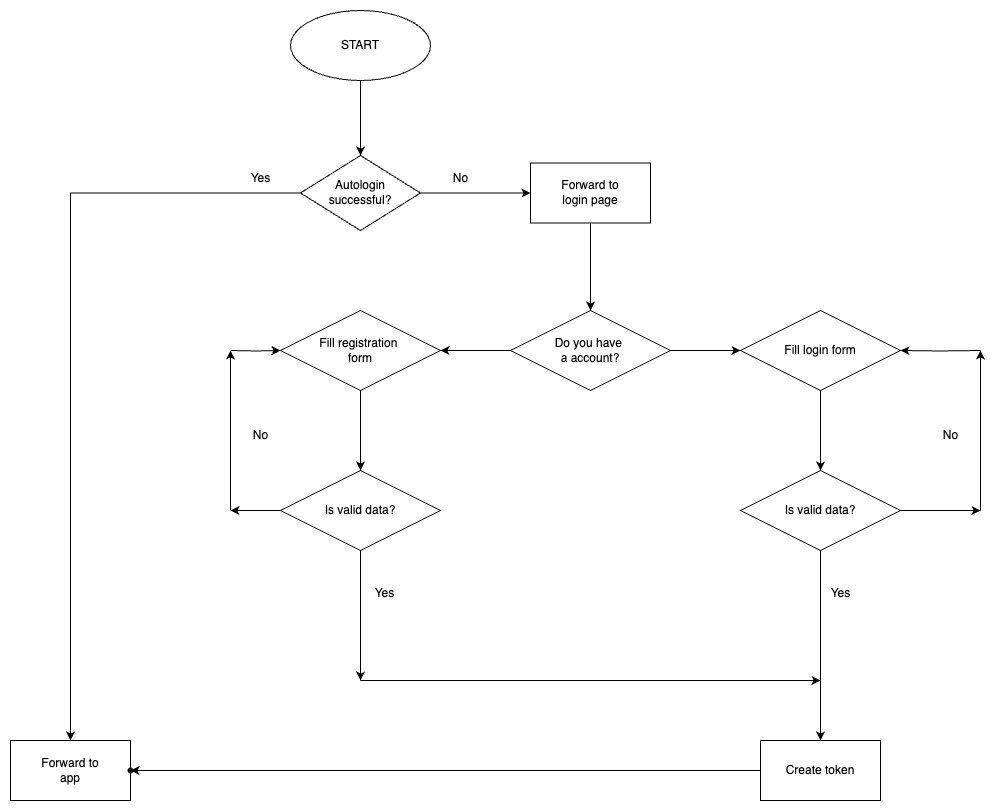 START
Yes
Autologin
successful?
No
Forward to
login page
Fill registration
form
Do you have
a account?
Fill login form
No
No
Is valid data?
Is valid data?
Yes
Yes
Forward to
app
Create token